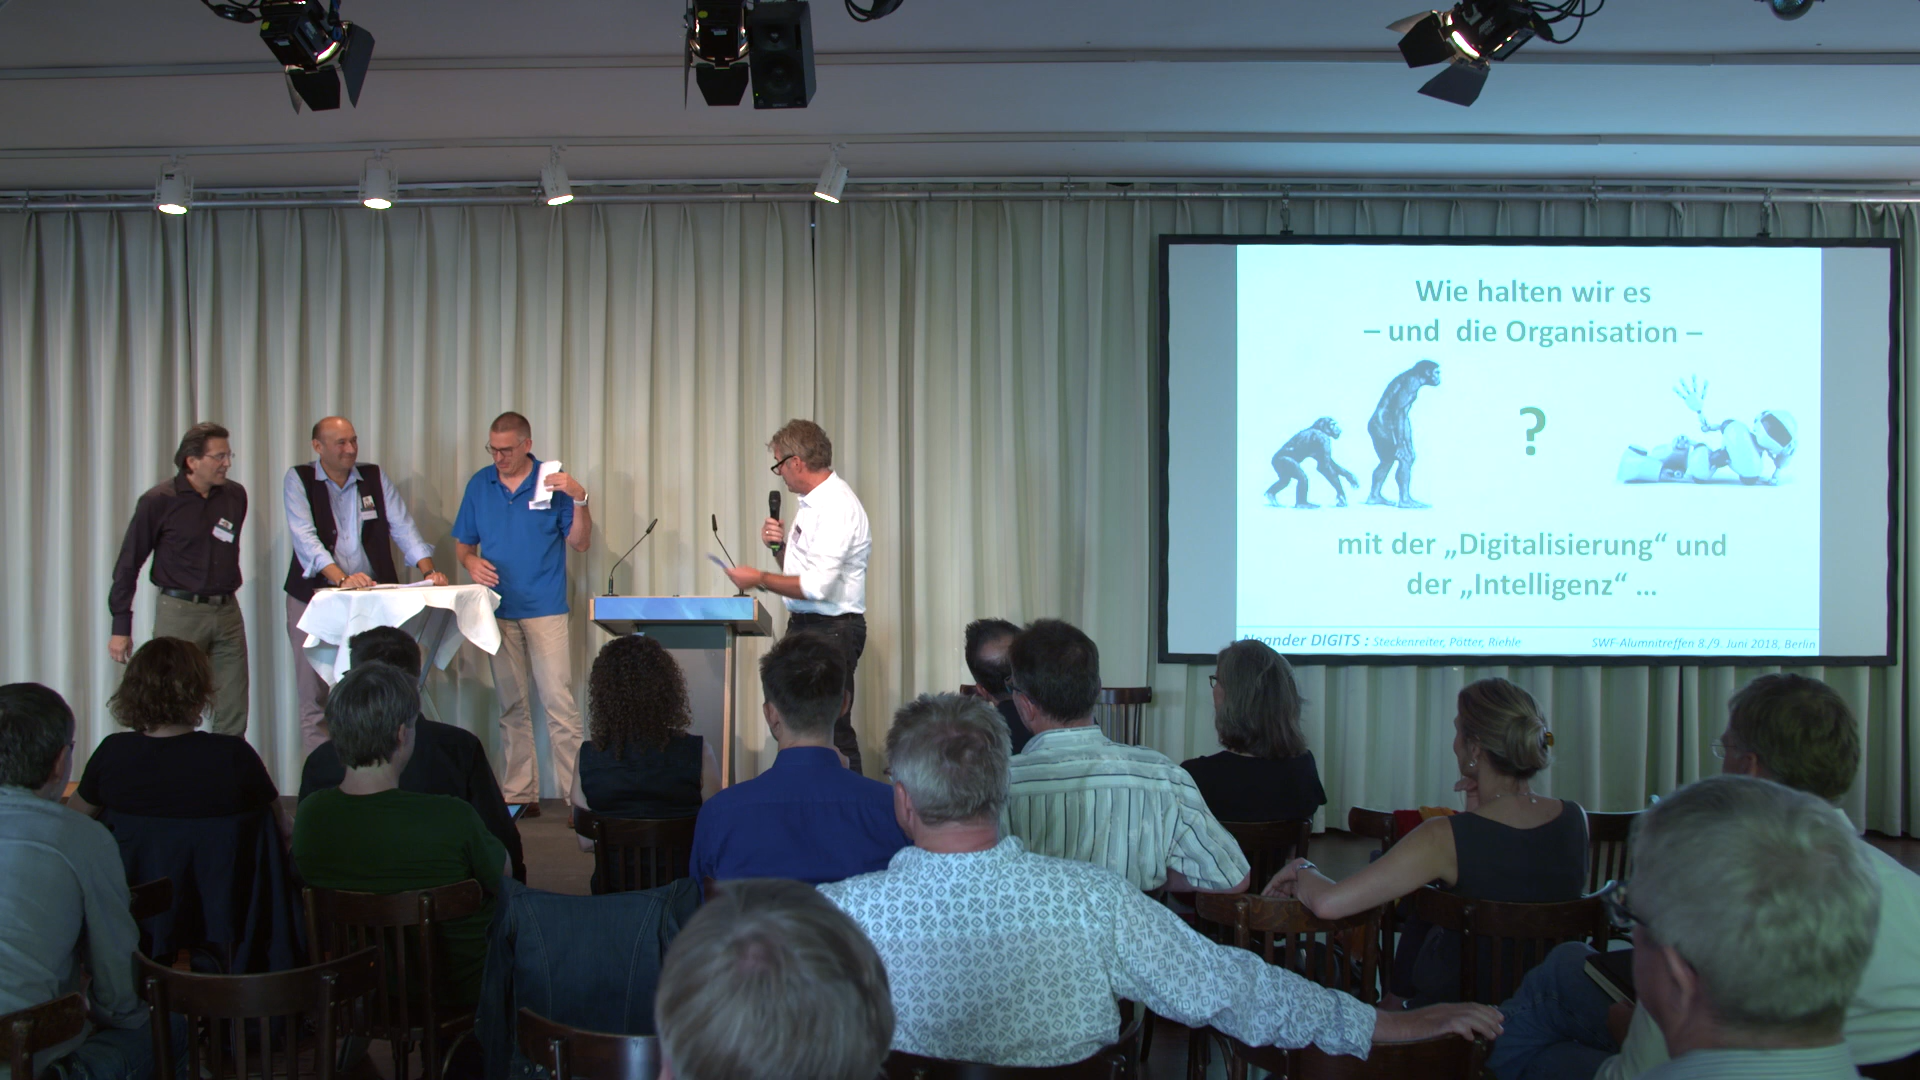 Wie halten wir es
– und die Organisation –
?
mit der „Digitalisierung“ und
der „Intelligenz“ ...
Neander DIGITS : Steckenreiter, Pötter, Riehle
SWF-Alumnitreffen 8./9. Juni 2018, Berlin